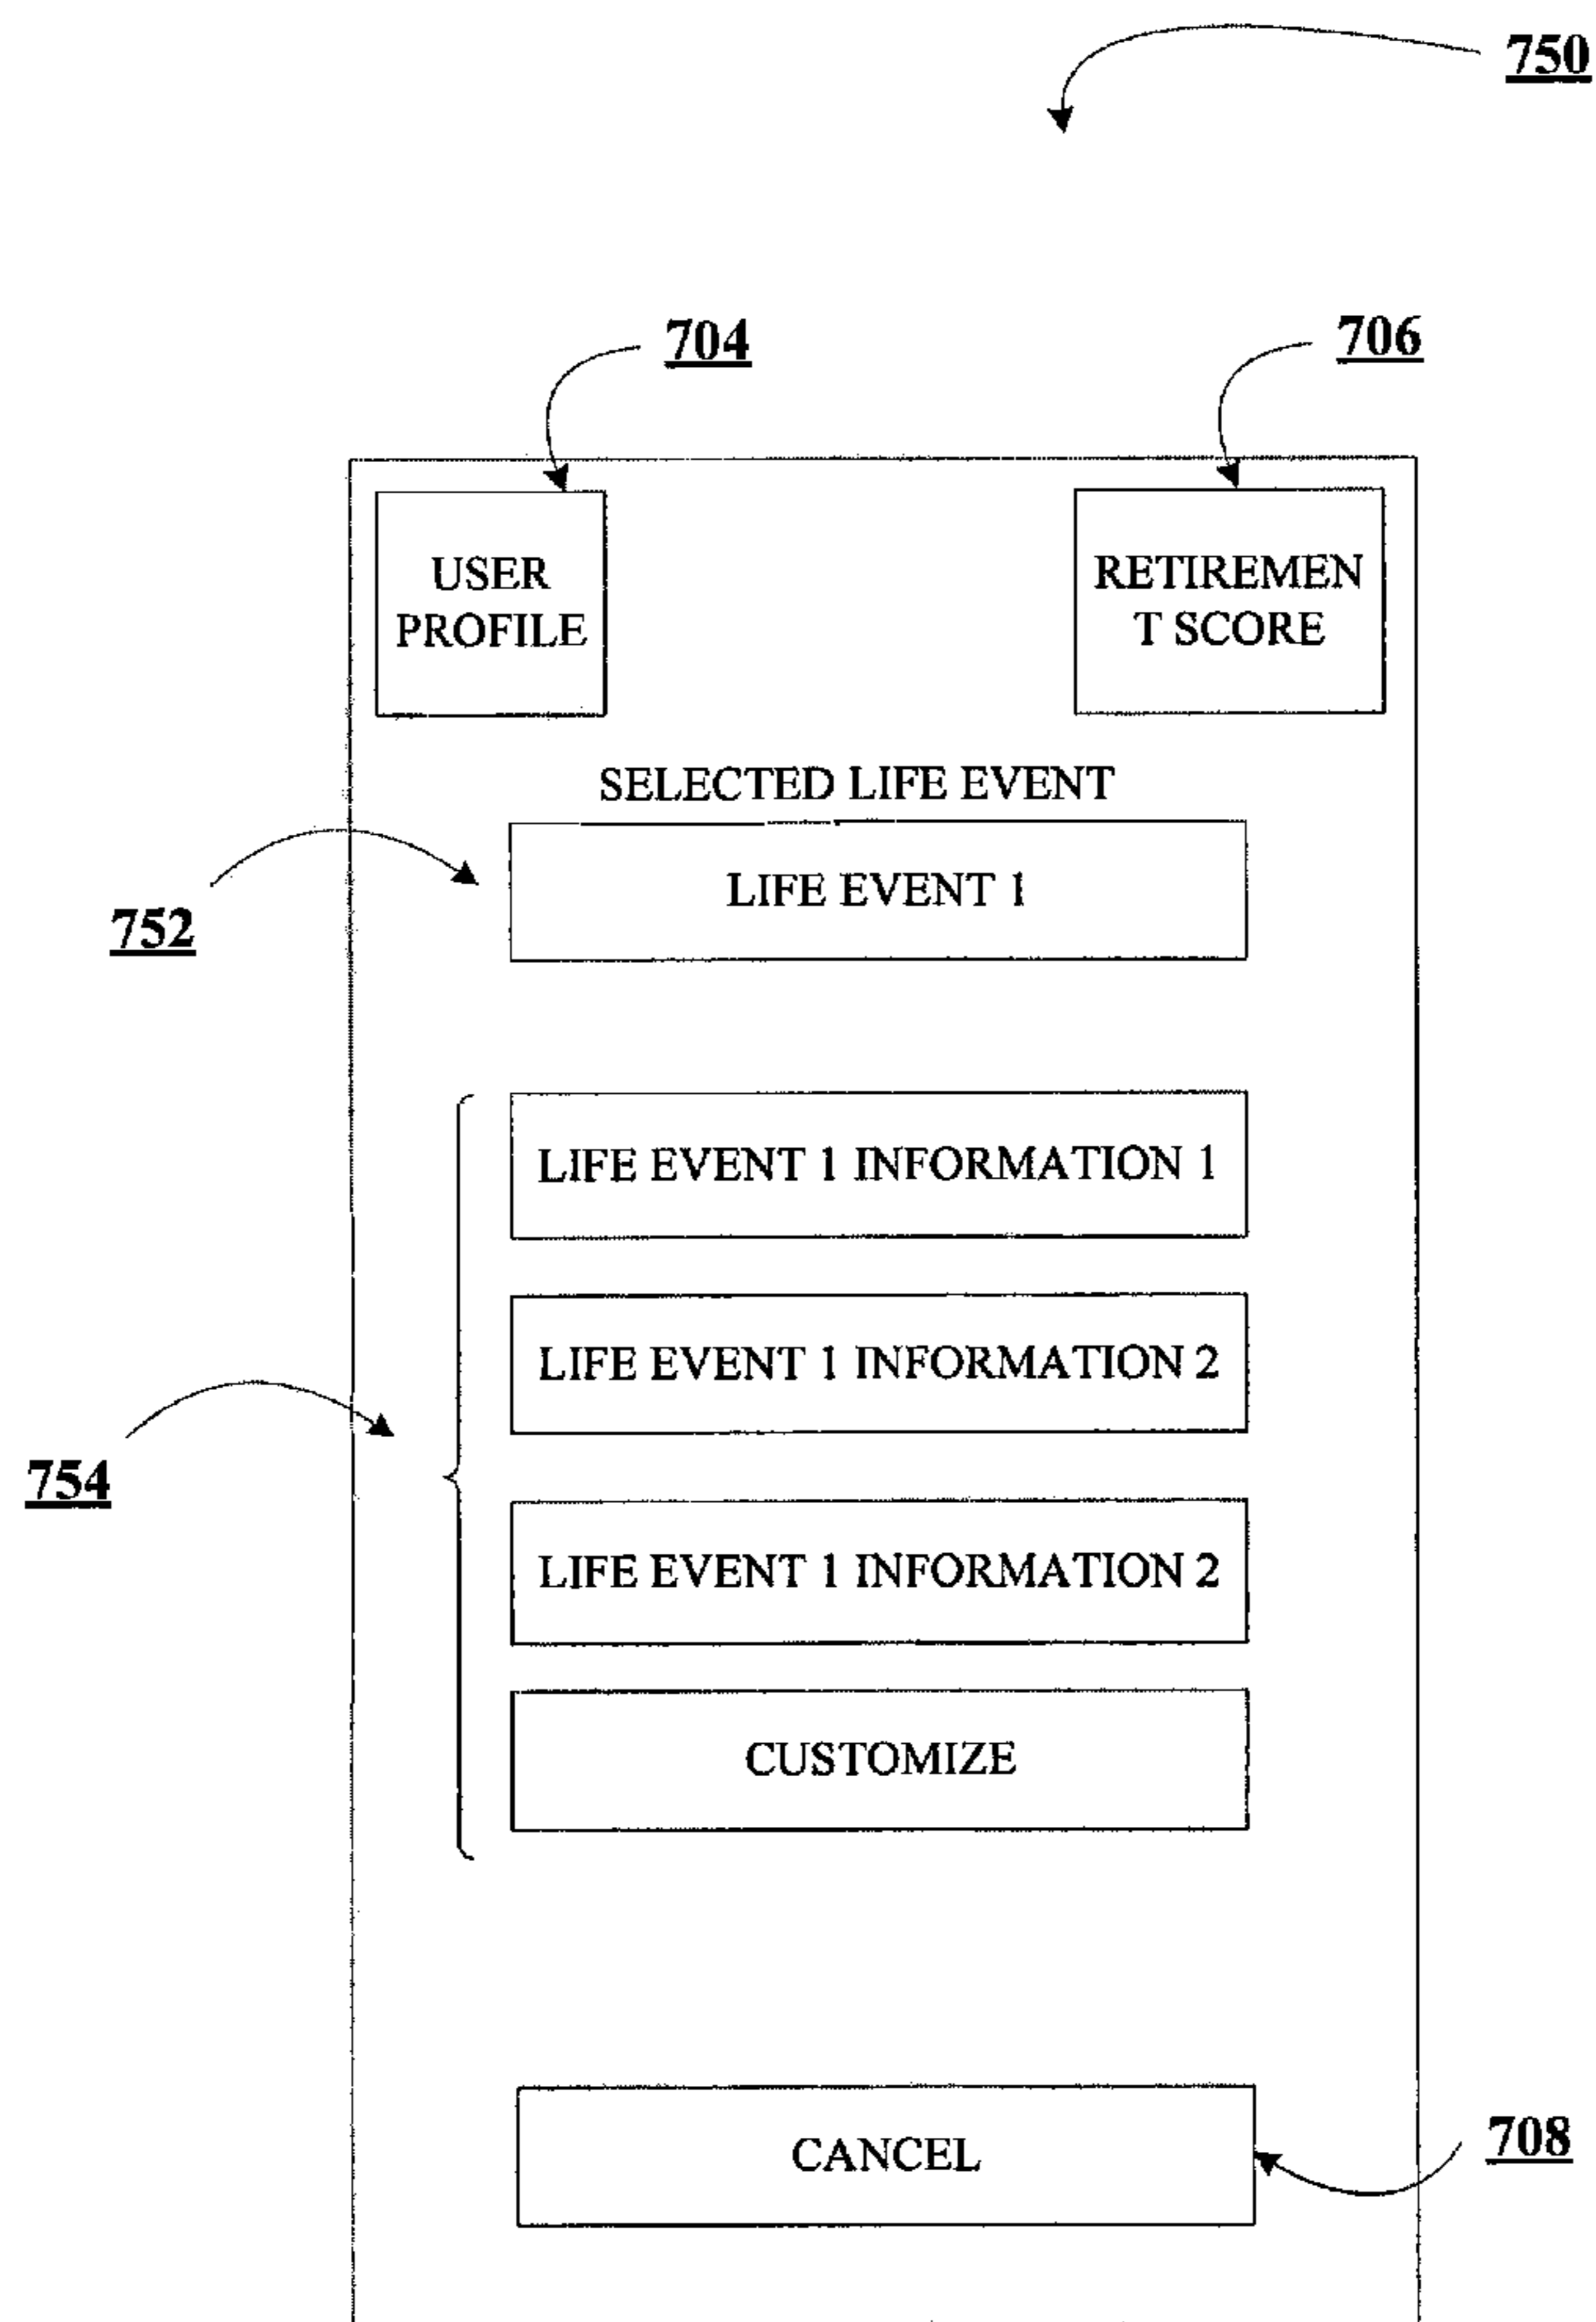 750
704
706
USER
PROFILE
RETIREMEN
T SCORE
SELECTED LIFE EVENT
LIFE EVENT 1
752
LIFE EVENT 1 INFORMATION 1
LIFE EVENT 1 INFORMATION 2
754
LIFE EVENT 1 INFORMATION 2
CUSTOMIZE
CANCEL
708